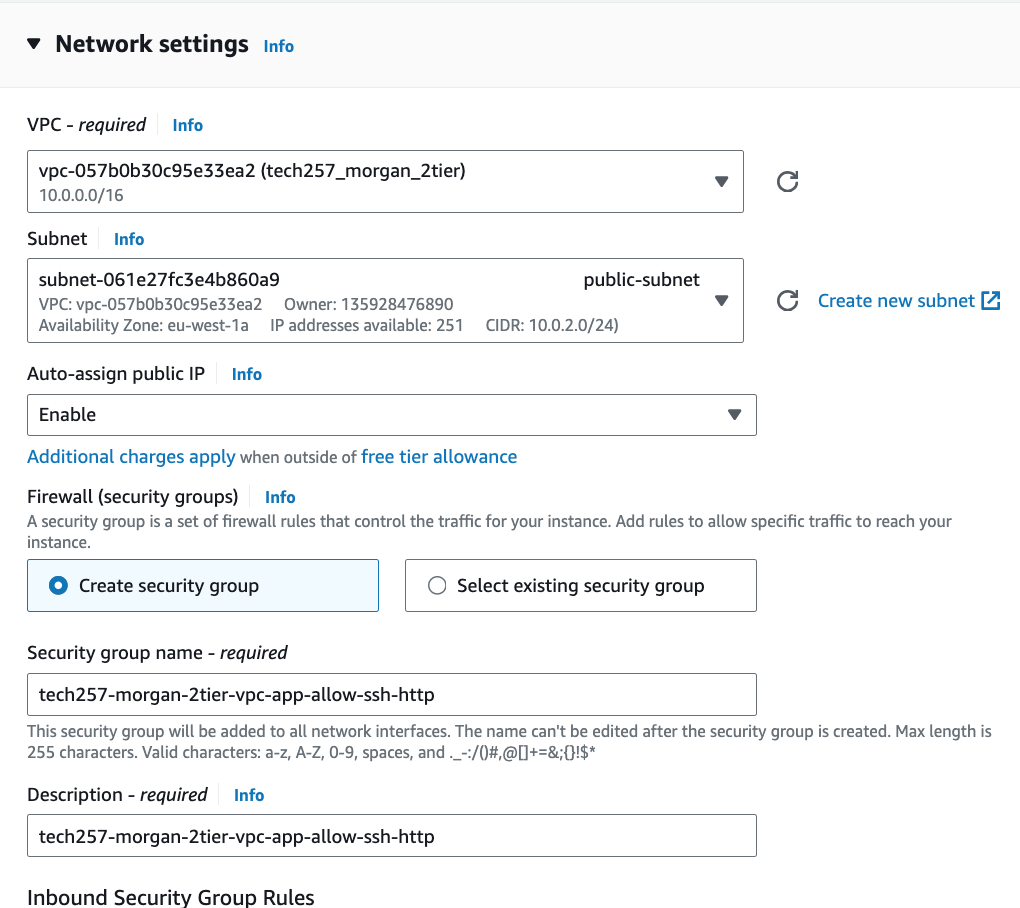 Network settings Info
VPC - required Info
vpc-057b0b30c95e33ea2 (tech257_morgan_2tier)
10.0.0.0/16
Subnet Info
subnet-061e27fc3e4b860a9 public-subnet
VPC: vpc-057b0b30c95e33ea2 Owner: 135928476890
Availability Zone: eu-west-1a IP addresses available: 251 CIDR: 10.0.2.0/24)
Create new subnet
Auto-assign public IP Info
Enable
Additional charges apply when outside of free tier allowance
Firewall (security groups) Info
A security group is a set of firewall rules that control the traffic for your instance. Add rules to allow specific traffic to reach your
instance.
Create security group Select existing security group
Security group name - required
tech257-morgan-2tier-vpc-app-allow-ssh-http
This security group will be added to all network interfaces. The name can't be edited after the security group is created. Max length is
255 characters. Valid characters: a-z, A-Z, 0-9, spaces, and ._-:/()#,@[]+=&;{}!$*
Description - required Info
tech257-morgan-2tier-vpc-app-allow-ssh-http
Inbound Security Group Rules